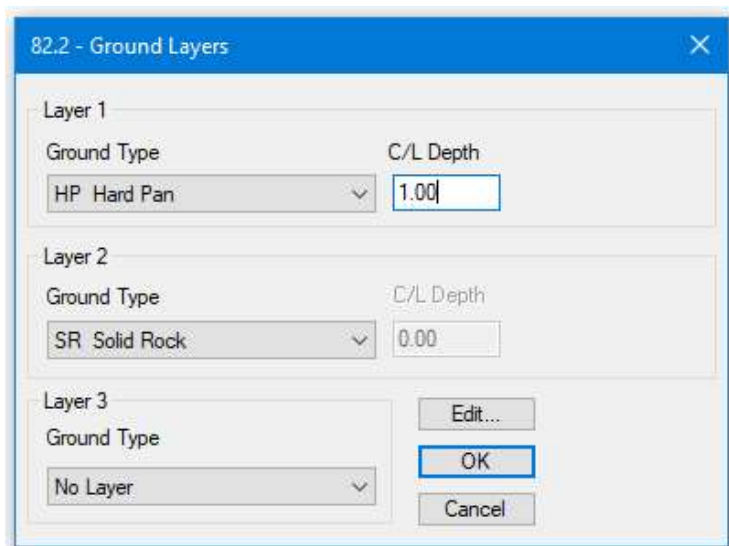 82.2 - Ground Layers
Layer 1
Ground Type C/L Depth
HP Hard Pan 1.00
Layer 2
Ground Type C/L Depth
SR Solid Rock 0.00
Layer 3
Ground Type
No Layer
Edit...
OK
Cancel